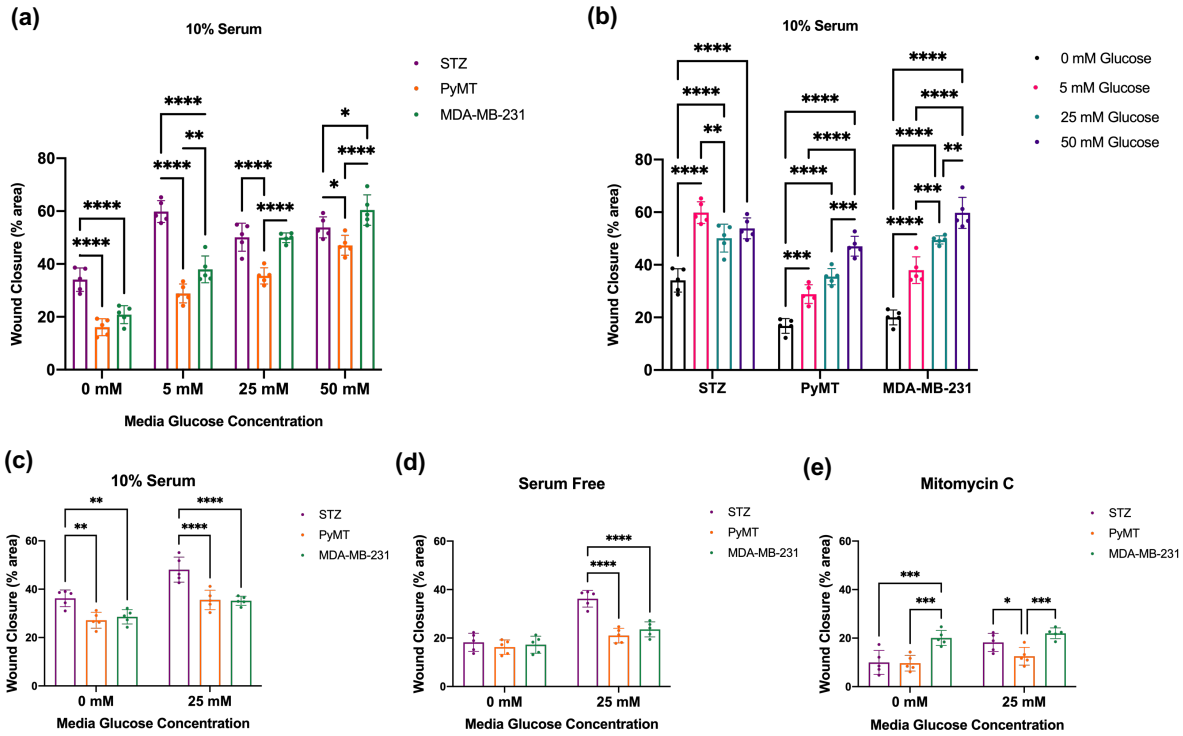 (a)
10% Serum
STZ
PyMT
MDA-MB-231
****
****
****
****
**
****
****
****
*
*
****
Wound Closure (% area)
80
60
40
20
0
0 mM
5 mM
25 mM
50 mM
Media Glucose Concentration
(b)
10% Serum
0 mM Glucose
5 mM Glucose
25 mM Glucose
50 mM Glucose
****
****
**
****
****
****
****
***
***
****
****
****
**
***
****
Wound Closure (% area)
80
60
40
20
0
STZ
PyMT
MDA-MB-231
(c)
10% Serum
STZ
PyMT
MDA-MB-231
**
**
****
****
Wound Closure (% area)
60
40
20
0
0 mM
25 mM
Media Glucose Concentration
(d)
Serum Free
STZ
PyMT
MDA-MB-231
****
****
Wound Closure (% area)
60
40
20
0
0 mM
25 mM
Media Glucose Concentration
(e)
Mitomycin C
STZ
PyMT
MDA-MB-231
***
***
*
***
Wound Closure (% area)
60
40
20
0
0 mM
25 mM
Media Glucose Concentration